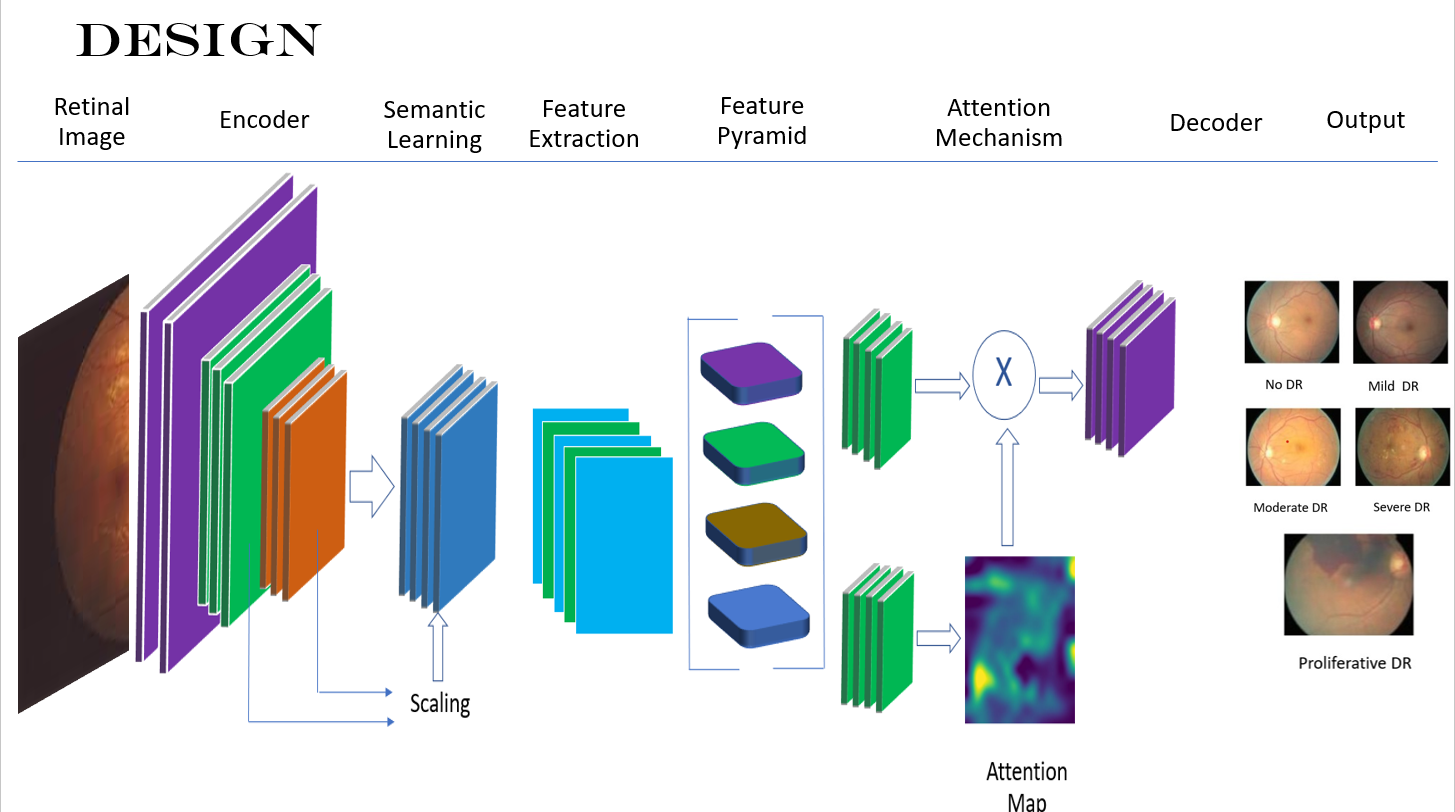 DESIGN
Retinal
Image
Encoder
Semantic
Learning
Feature
Extraction
Feature
Pyramid
Attention
Mechanism
Decoder
Output
X
No DR
Mild DR
Moderate DR
Severe DR
Proliferative DR
Scaling
Attention
Map